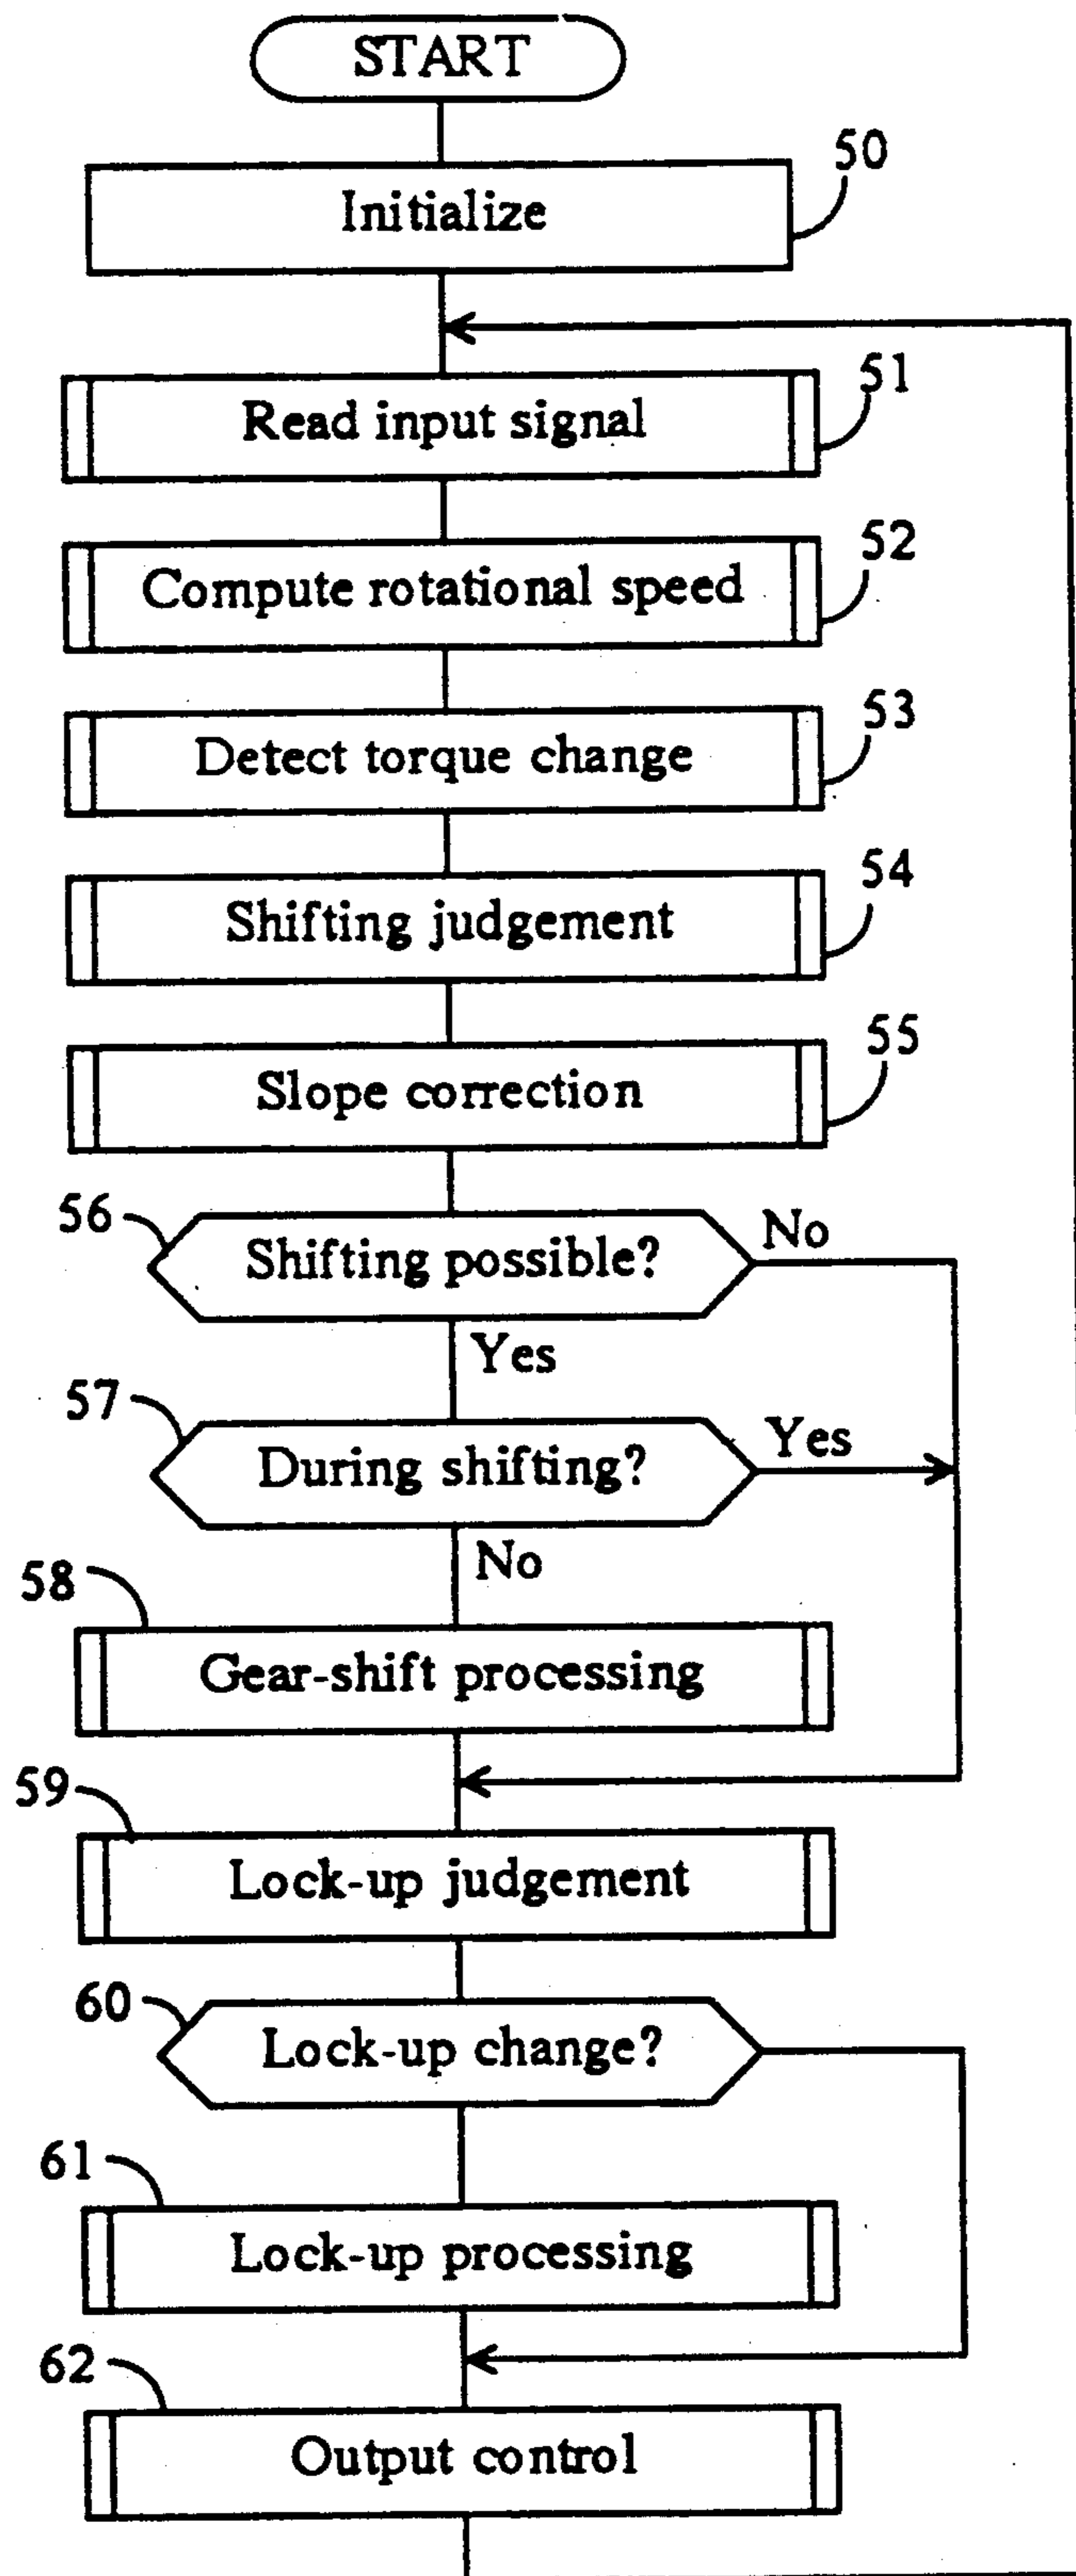 START
50
Initialize
51
Read input signal
52
Compute rotational speed
53
Detect torque change
54
Shifting judgement
55
Slope correction
56
Shifting possible?
No
Yes
57
During shifting?
Yes
No
58
Gear-shift processing
59
Lock-up judgement
60
Lock-up change?
61
Lock-up processing
62
Output control